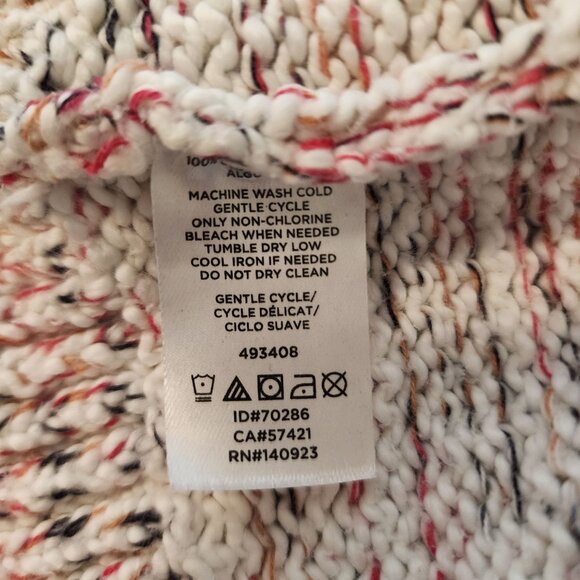 100%
MACHINE WASH COLD
GENTLE CYCLE
ONLY NON-CHLORINE
BLEACH WHEN NEEDED
TUMBLE DRY LOW
COOL IRON IF NEEDED
DO NOT DRY CLEAN
GENTLE CYCLE/
CYCLE DÉLICAT/
CICLO SUAVE
493408
ID#70286
CA#57421
RN#140923